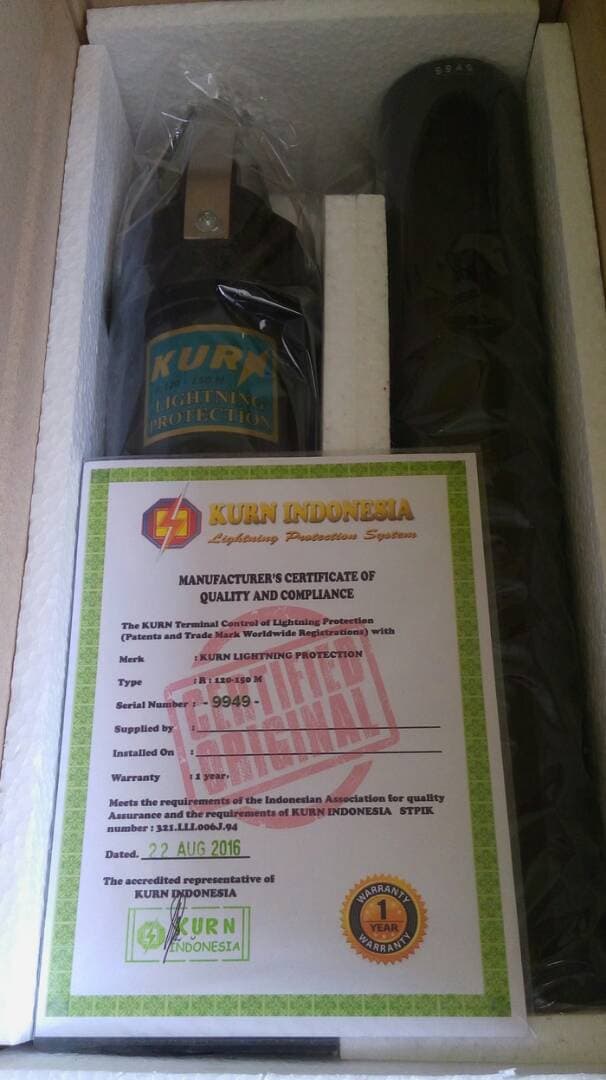 9949
KURN
R : 120 - 150 M
LIGHTNING
PROTECTION
KURN INDONESIA
Lightning Protection System
MANUFACTURER'S CERTIFICATE OF
QUALITY AND COMPLIANCE
The KURN Terminal Control of Lightning Protection
(Patents and Trade Mark Worldwide Registrations) with
Merk : KURN LIGHTNING PROTECTION
Type : R : 120-150 M
Serial Number : - 9949 -
Supplied by :
Installed On :
Warranty : 1 year.
CERTIFIED
ORIGINAL
Meets the requirements of the Indonesian Association for quality
Assurance and the requirements of KURN INDONESIA STPIK
number : 321.LLI.006J.94
Dated. 22 AUG 2016
The accredited representative of
KURN INDONESIA
KURN
INDONESIA
WARRANTY
1
YEAR
WARRANTY